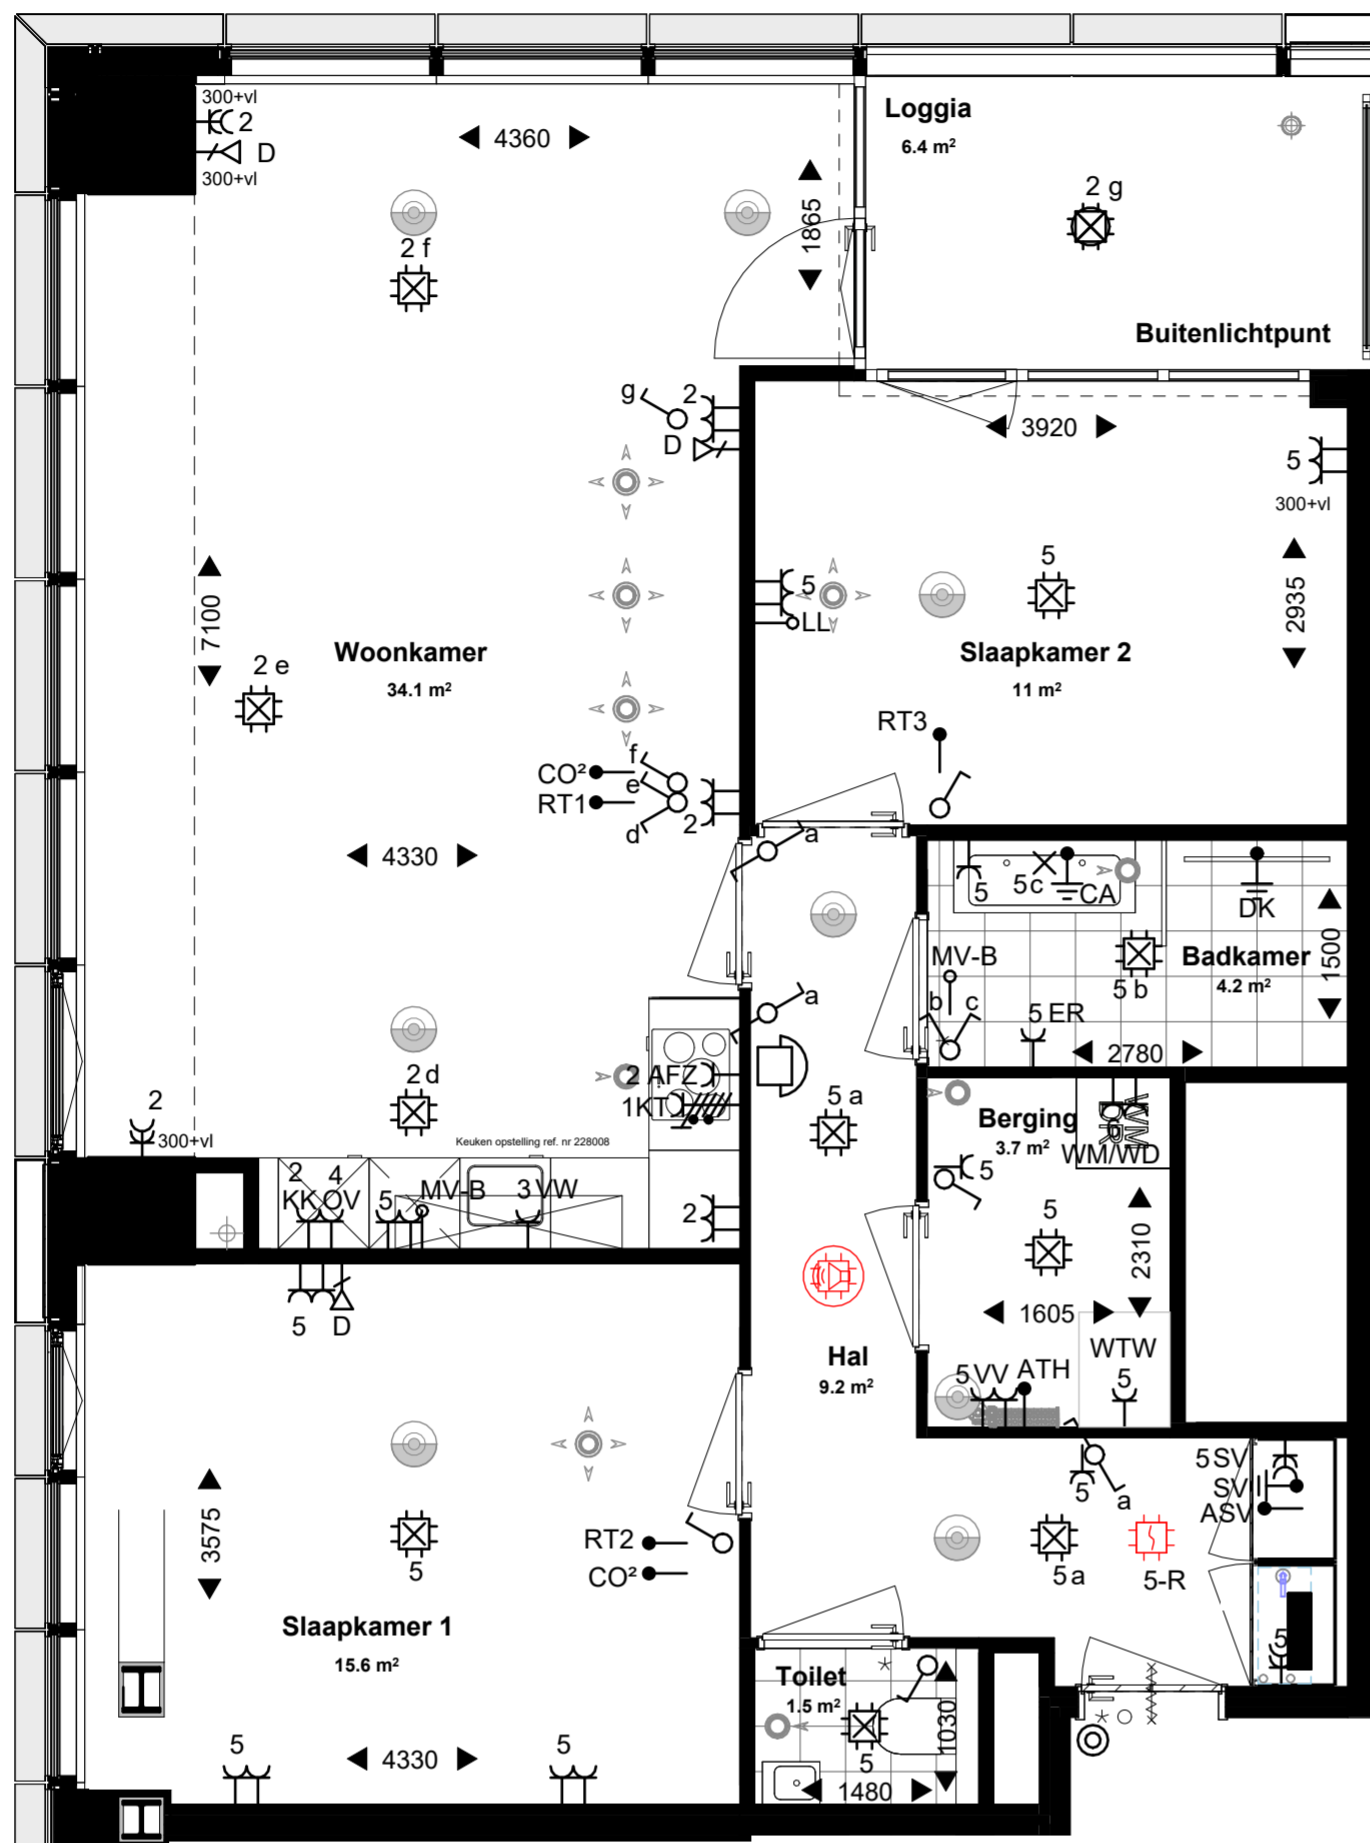 300+vl
2
D
300+vl
4360
Loggia
6.4 m²
1865
2 g
2 f
Buitenlichtpunt
g
2
D
3920
5
300+vl
5
5
LL
2935
7100
Woonkamer
34.1 m²
Slaapkamer 2
11 m²
2 e
RT3
f
CO²
e
RT1
d
2
a
4330
5
5 c
CA
DK
MV-B
Badkamer
4.2 m²
1500
5 b
b
c
a
5 ER
2780
2 d
2 AFZ
1KT
5 a
Berging
3.7 m²
WM
DR
WM/WD
2
300+vl
Keuken opstelling ref. nr 228008
5
2
KK
4
OV
5
MV-B
3 VW
2
5
2310
1605
5
D
Hal
9.2 m²
WTW
5 VV
ATH
5
5 SV
SV
ASV
5
a
3575
RT2
CO²
5
5 a
5-R
Slaapkamer 1
15.6 m²
5
Toilet
1.5 m²
1030
5
5
5
4330
1480